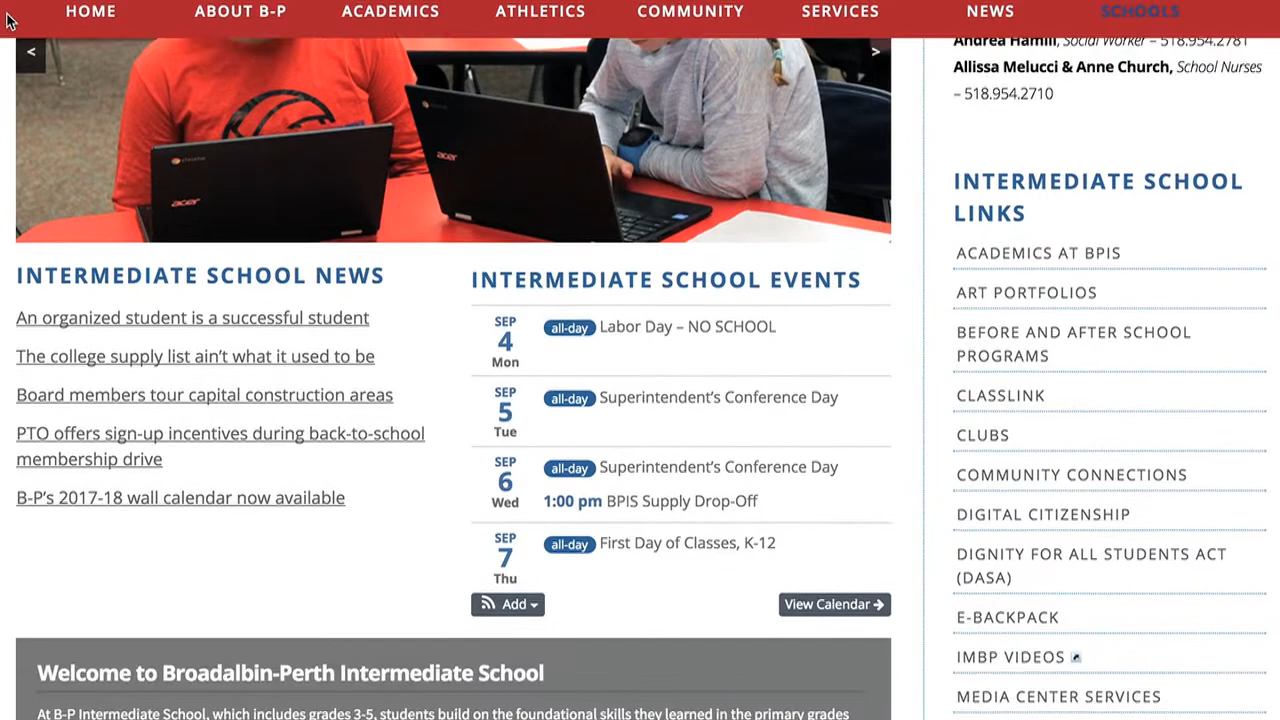 HOME ABOUT B-P ACADEMICS ATHLETICS COMMUNITY SERVICES NEWS SCHOOLS
< >
acer
acer
Andrea Hamill, Social Worker – 518.954.2781
Allissa Melucci & Anne Church, School Nurses
– 518.954.2710
INTERMEDIATE SCHOOL NEWS
An organized student is a successful student
The college supply list ain't what it used to be
Board members tour capital construction areas
PTO offers sign-up incentives during back-to-school
membership drive
B-P's 2017-18 wall calendar now available
INTERMEDIATE SCHOOL EVENTS
SEP
4
Mon
all-day Labor Day – NO SCHOOL
SEP
5
Tue
all-day Superintendent's Conference Day
SEP
6
Wed
all-day Superintendent's Conference Day
1:00 pm BPIS Supply Drop-Off
SEP
7
Thu
all-day First Day of Classes, K-12
Add
View Calendar
INTERMEDIATE SCHOOL
LINKS
ACADEMICS AT BPIS
ART PORTFOLIOS
BEFORE AND AFTER SCHOOL
PROGRAMS
CLASSLINK
CLUBS
COMMUNITY CONNECTIONS
DIGITAL CITIZENSHIP
DIGNITY FOR ALL STUDENTS ACT
(DASA)
E-BACKPACK
IMBP VIDEOS
MEDIA CENTER SERVICES
Welcome to Broadalbin-Perth Intermediate School
At B-P Intermediate School, which includes grades 3-5, students build on the foundational skills they learned in the primary grades